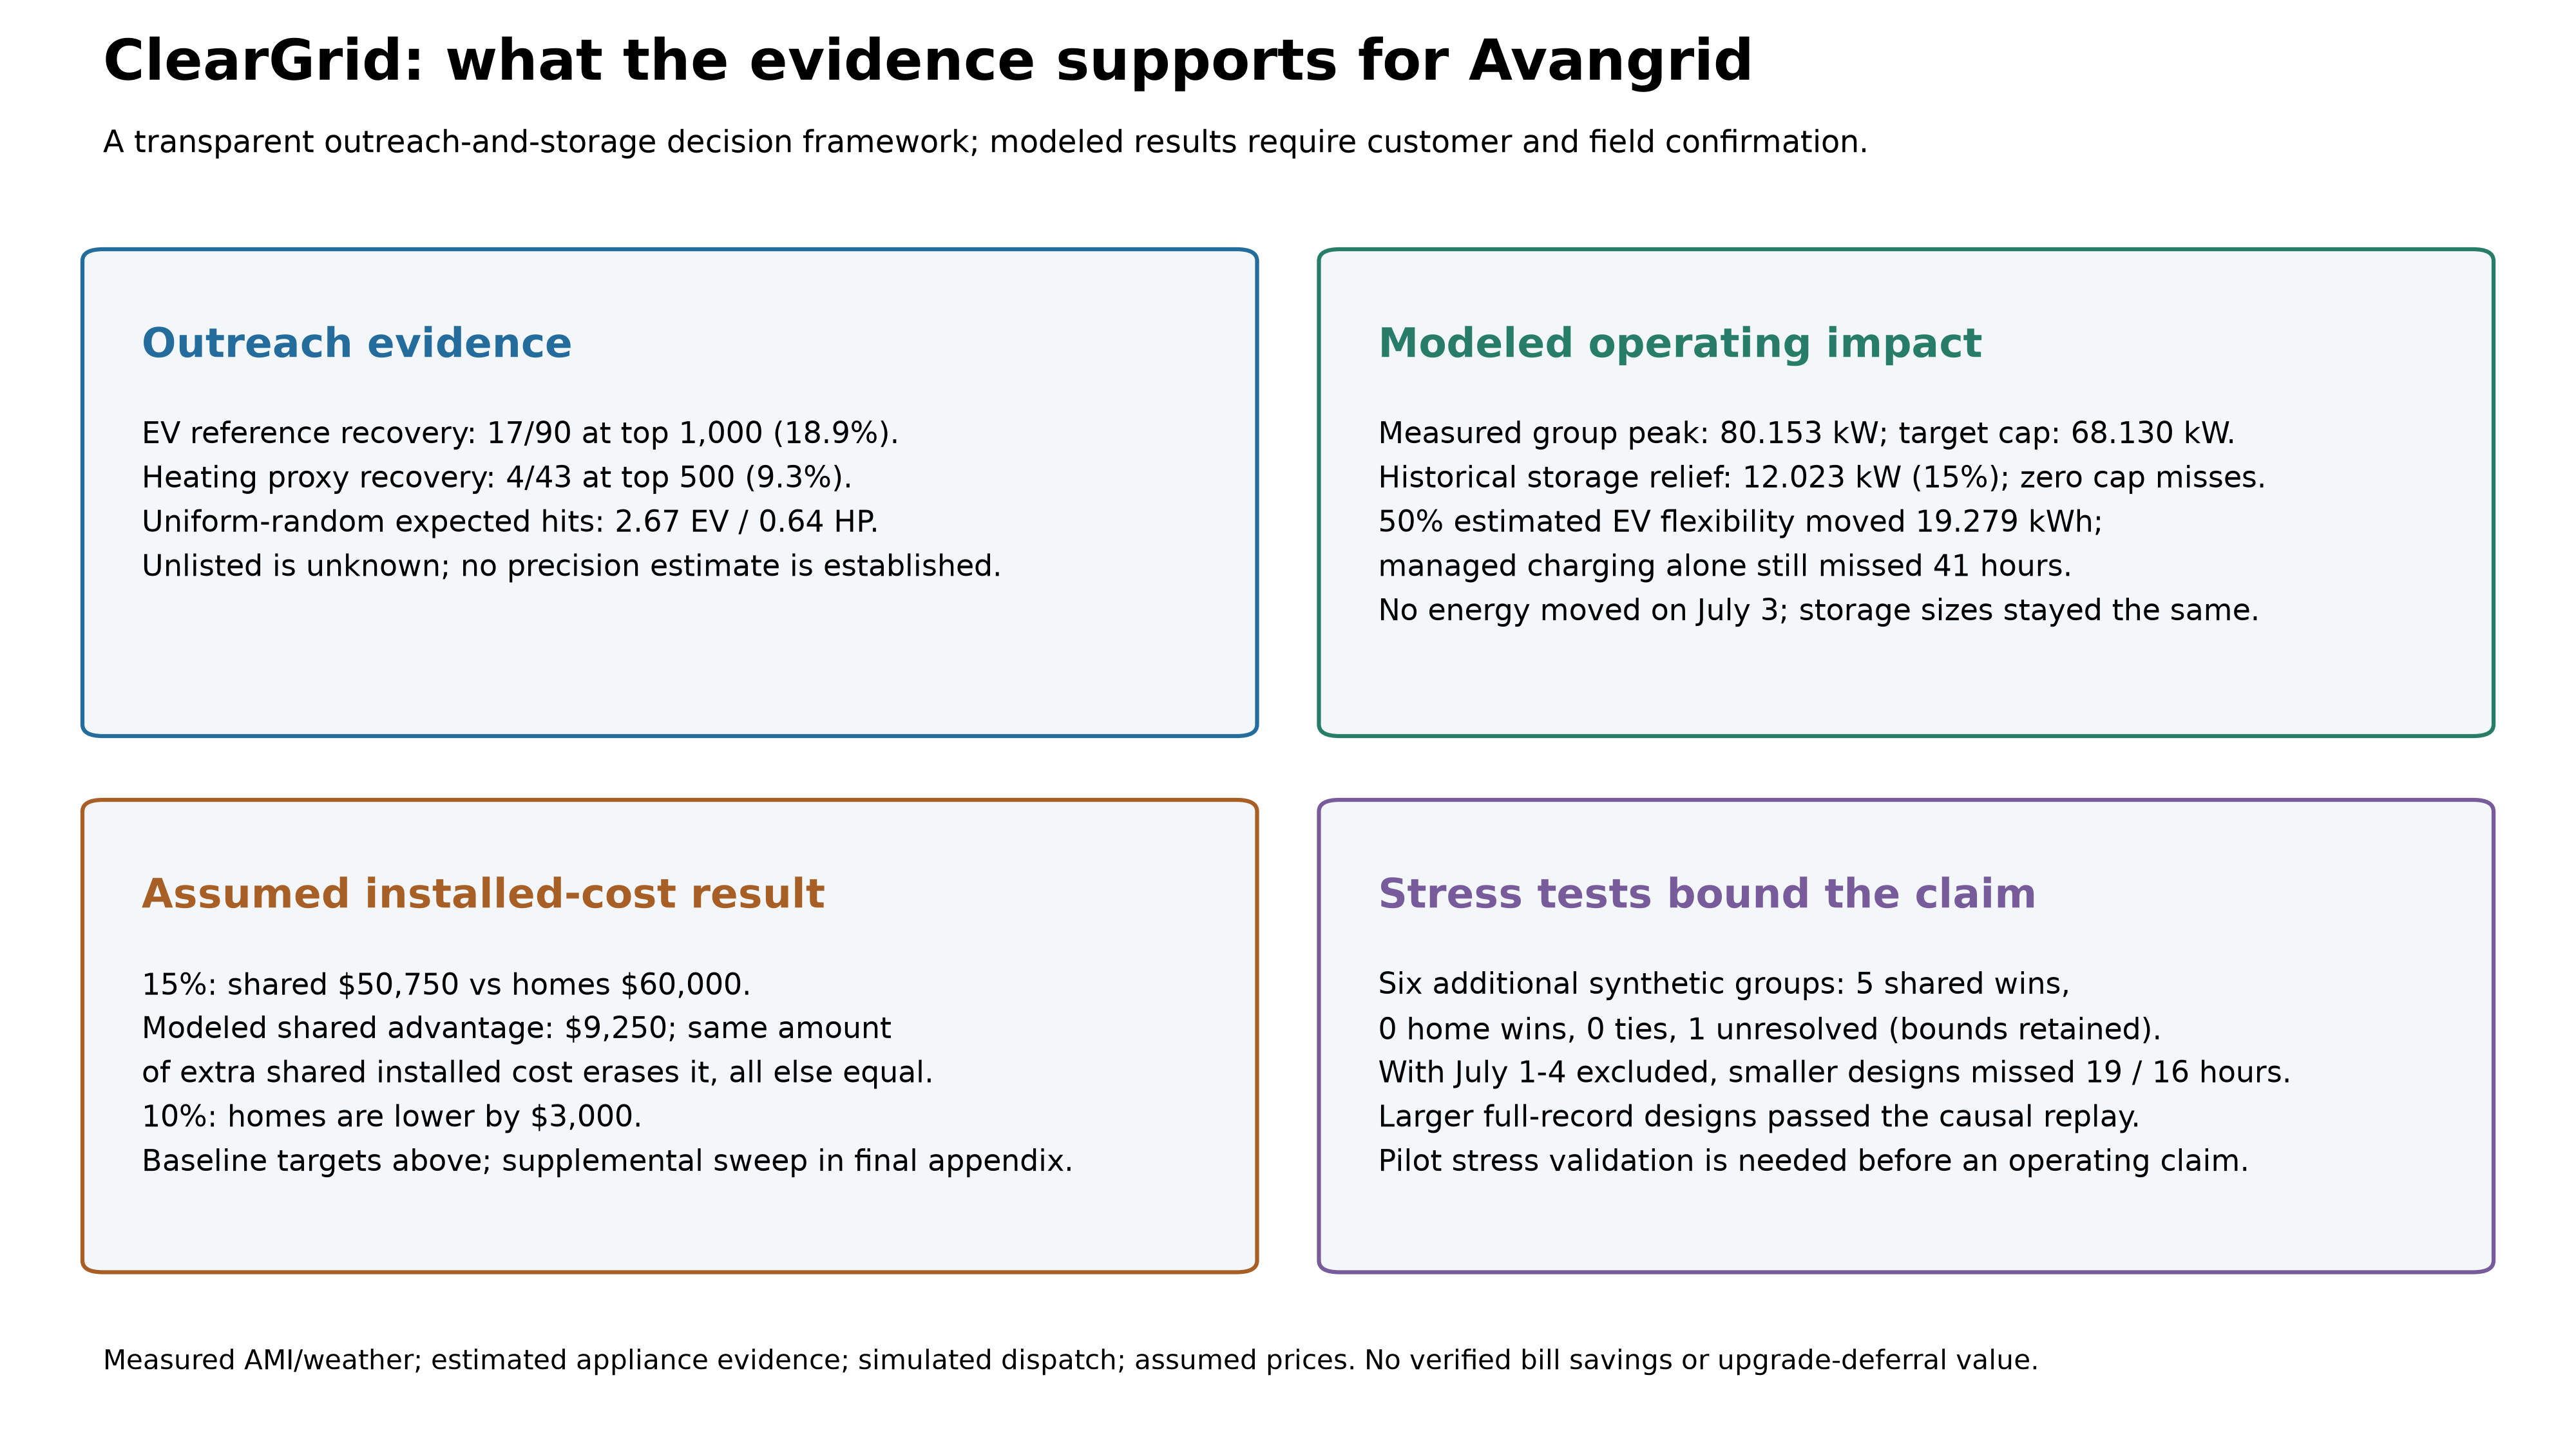 ClearGrid: what the evidence supports for Avangrid
A transparent outreach-and-storage decision framework; modeled results require customer and field confirmation.
Outreach evidence
EV reference recovery: 17/90 at top 1,000 (18.9%).
Heating proxy recovery: 4/43 at top 500 (9.3%).
Uniform-random expected hits: 2.67 EV / 0.64 HP.
Unlisted is unknown; no precision estimate is established.
Modeled operating impact
Measured group peak: 80.153 kW; target cap: 68.130 kW.
Historical storage relief: 12.023 kW (15%); zero cap misses.
50% estimated EV flexibility moved 19.279 kWh;
managed charging alone still missed 41 hours.
No energy moved on July 3; storage sizes stayed the same.
Assumed installed-cost result
15%: shared $50,750 vs homes $60,000.
Modeled shared advantage: $9,250; same amount
of extra shared installed cost erases it, all else equal.
10%: homes are lower by $3,000.
Baseline targets above; supplemental sweep in final appendix.
Stress tests bound the claim
Six additional synthetic groups: 5 shared wins,
0 home wins, 0 ties, 1 unresolved (bounds retained).
With July 1-4 excluded, smaller designs missed 19 / 16 hours.
Larger full-record designs passed the causal replay.
Pilot stress validation is needed before an operating claim.
Measured AMI/weather; estimated appliance evidence; simulated dispatch; assumed prices. No verified bill savings or upgrade-deferral value.